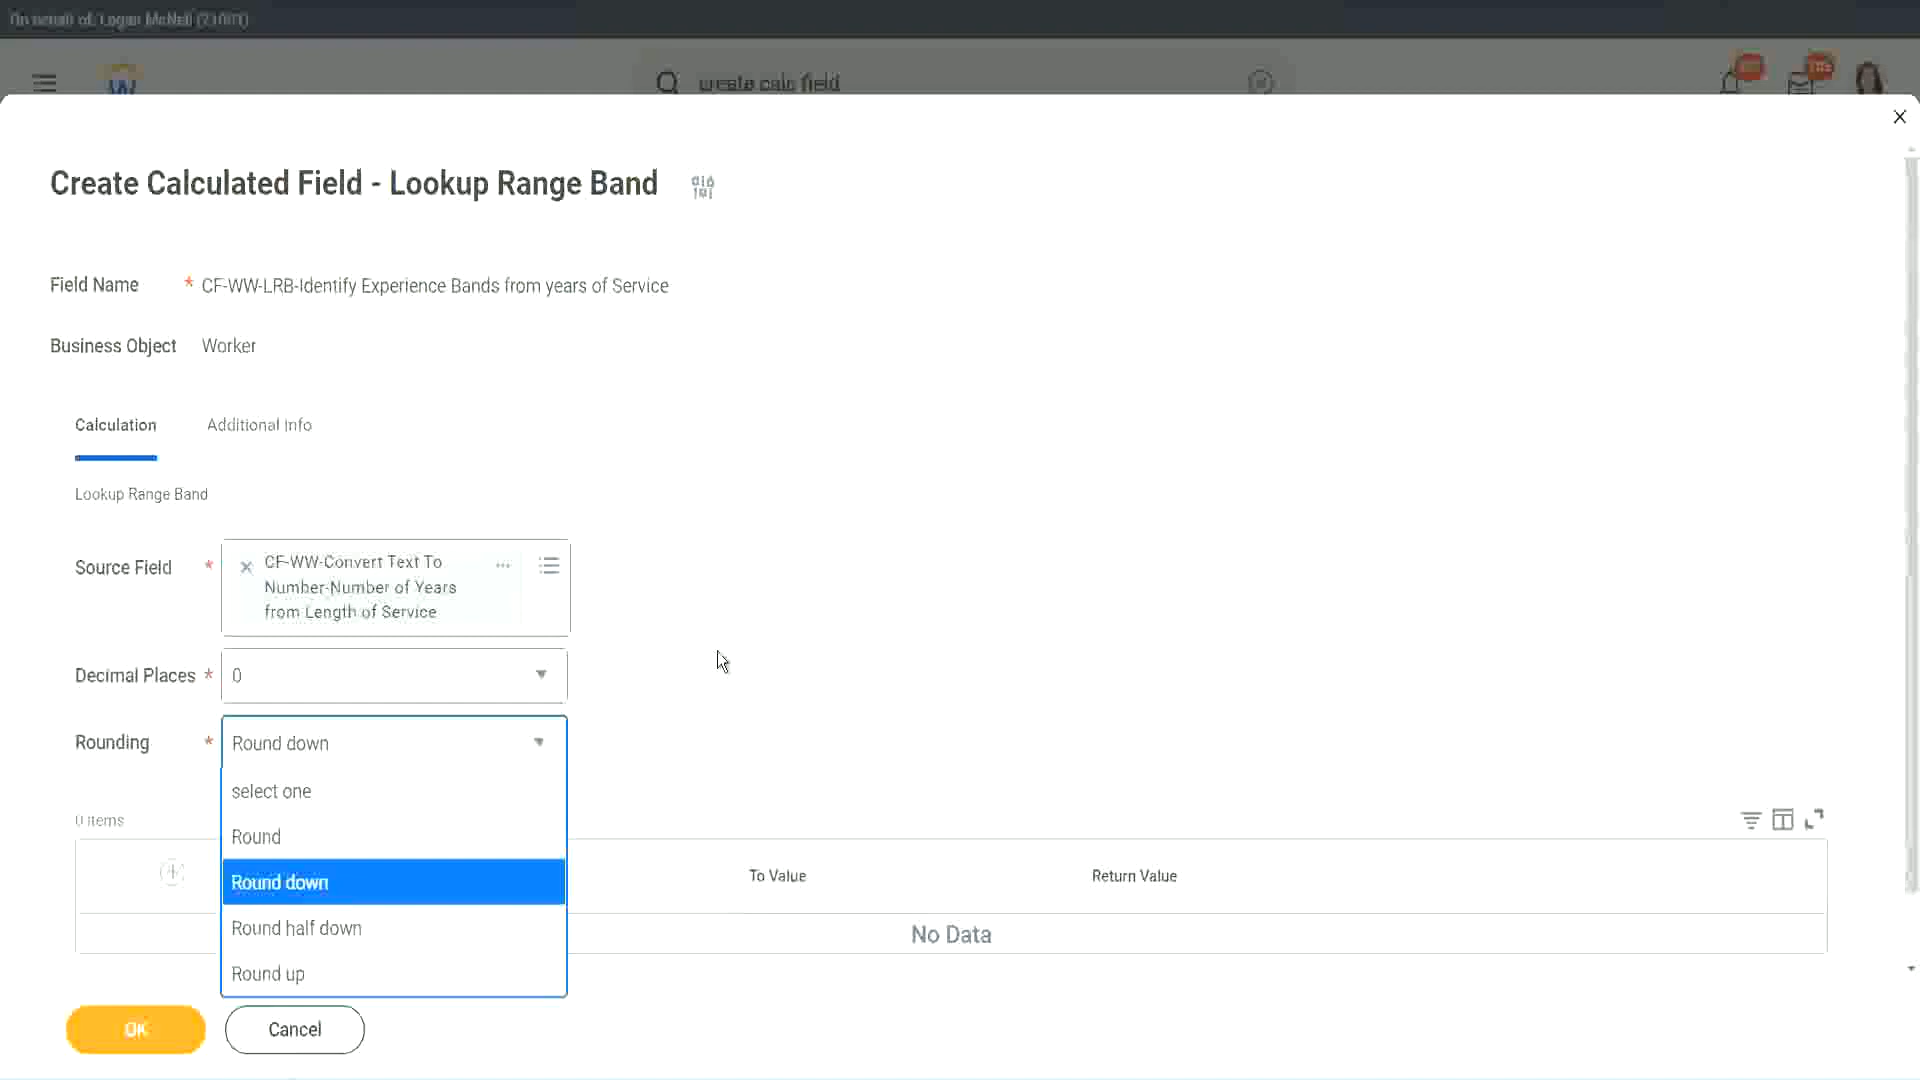 On behalf of: Logan McNeil (21001)
create calc field
Create Calculated Field - Lookup Range Band
Field Name * CF-WW-LRB-Identify Experience Bands from years of Service
Business Object Worker
Calculation Additional Info
Lookup Range Band
Source Field * CF-WW-Convert Text To
Number-Number of Years
from Length of Service
Decimal Places * 0
Rounding * Round down
select one
Round
Round down
Round half down
Round up
0 items
To Value Return Value
No Data
OK Cancel